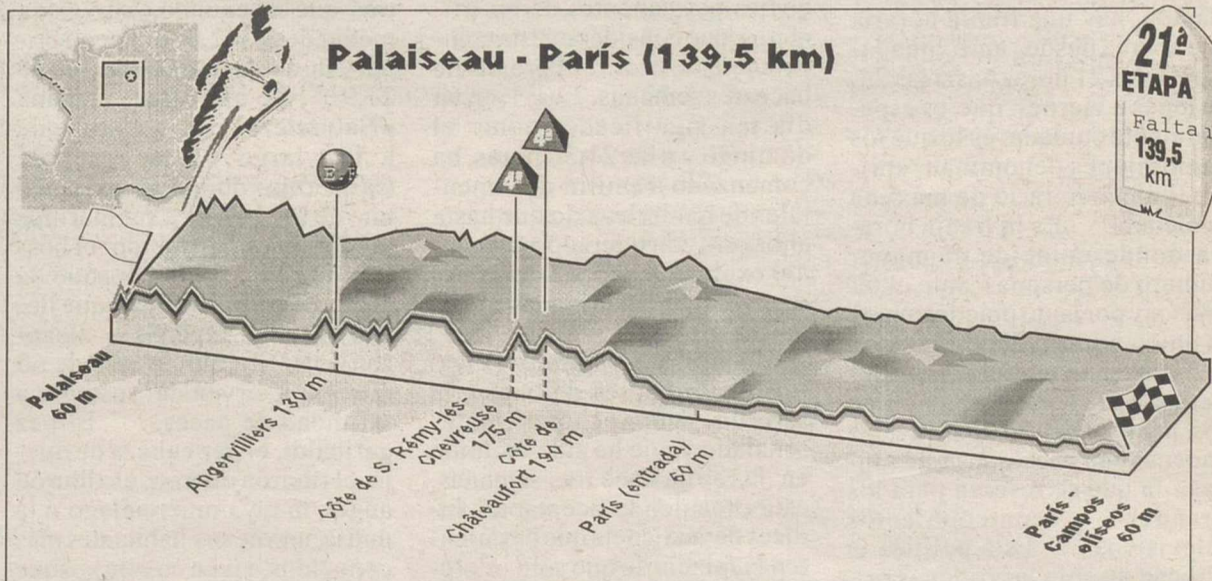 Palaiseau - París (139,5 km)
21ª
ETAPA
Faltan
139,5
km
E.F
4ª
4ª
Palaiseau
60 m
Angervilliers 130 m
Côte de S. Rémy-les-
Chevreuse
175 m
Côte de
Châteaufort 190 m
París (entrada)
60 m
París -
Campos
elíseos
60 m